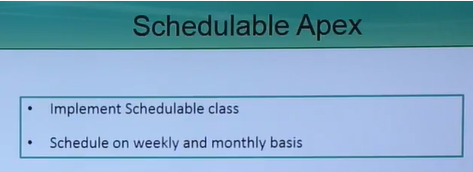 Schedulable Apex
• Implement Schedulable class
• Schedule on weekly and monthly basis